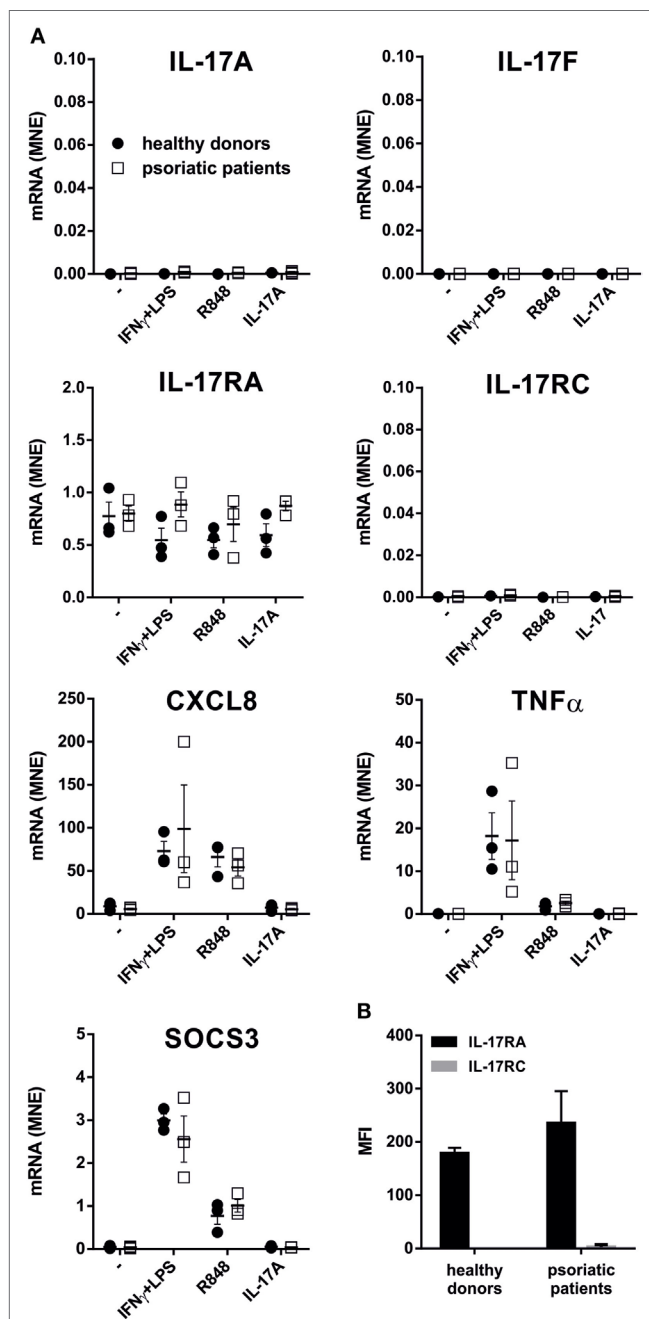 A
IL-17A
mRNA (MNE)
0.10
0.08
0.06
0.04
0.02
0.00
healthy donors
psoriatic patients
-
IFNγ+LPS
R848
IL-17A
IL-17F
mRNA (MNE)
0.10
0.08
0.06
0.04
0.02
0.00
-
IFNγ+LPS
R848
IL-17A
IL-17RA
mRNA (MNE)
2.0
1.5
1.0
0.5
0.0
-
IFNγ+LPS
R848
IL-17A
IL-17RC
mRNA (MNE)
0.10
0.08
0.06
0.04
0.02
0.00
-
IFNγ+LPS
R848
IL-17
CXCL8
mRNA (MNE)
250
200
150
100
50
0
-
IFNγ+LPS
R848
IL-17A
TNFα
mRNA (MNE)
50
40
30
20
10
0
-
IFNγ+LPS
R848
IL-17A
SOCS3
mRNA (MNE)
5
4
3
2
1
0
-
IFNγ+LPS
R848
IL-17A
B
MFI
400
300
200
100
0
IL-17RA
IL-17RC
healthy
donors
psoriatic
patients